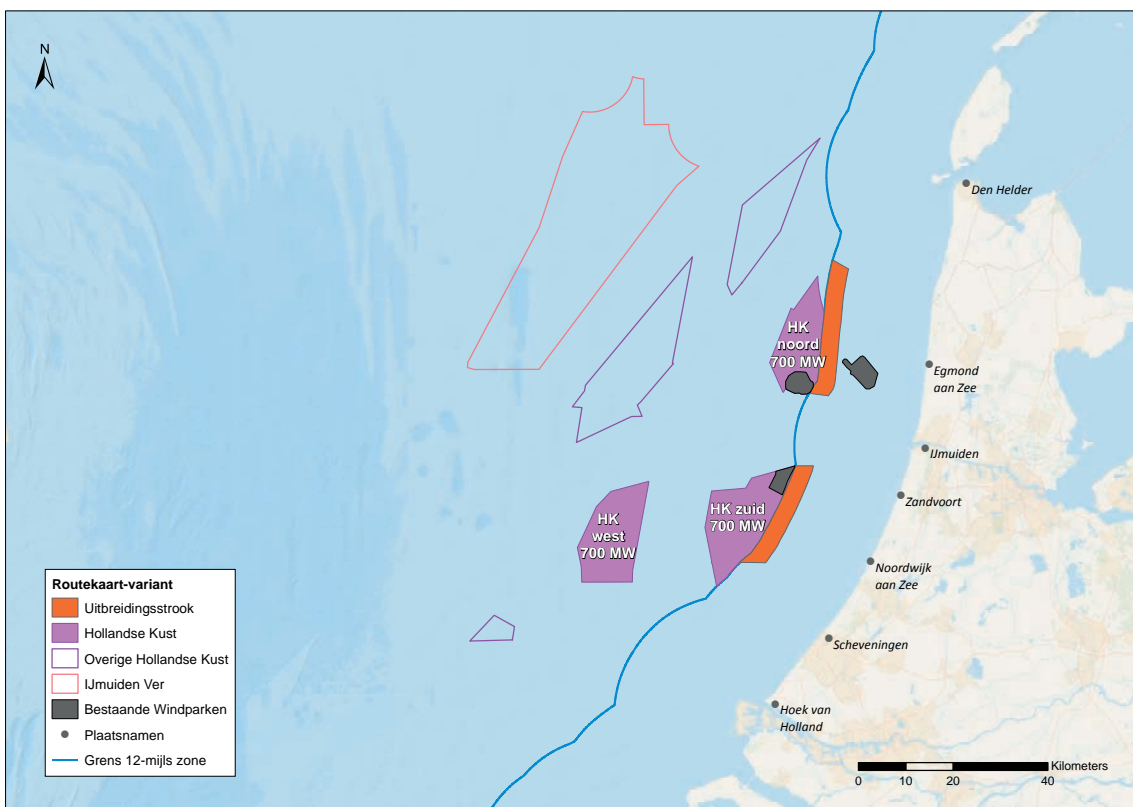 N
Den Helder
HK
noord
700 MW
Egmond
aan Zee
IJmuiden
Zandvoort
HK zuid
700 MW
HK
west
700 MW
Noordwijk
aan Zee
Scheveningen
Hoek van
Holland
Routekaart-variant
Uitbreidingsstrook
Hollandse Kust
Overige Hollandse Kust
IJmuiden Ver
Bestaande Windparken
Plaatsnamen
Grens 12-mijls zone
Kilometers
0 10 20 40